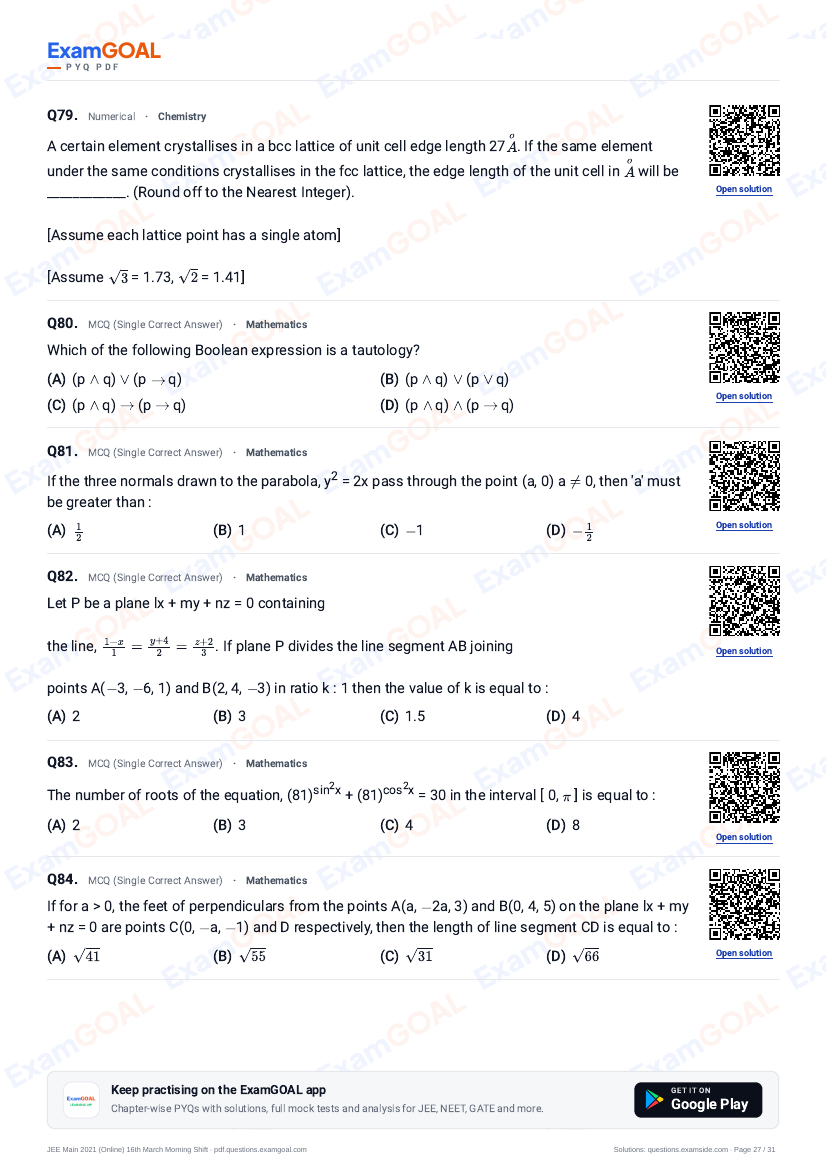 ExamGOAL
PYQ PDF
Q79. Numerical · Chemistry
A certain element crystallises in a bcc lattice of unit cell edge length 27 $\overset{o}{A}$. If the same element
under the same conditions crystallises in the fcc lattice, the edge length of the unit cell in $\overset{o}{A}$ will be
____________. (Round off to the Nearest Integer).
[Assume each lattice point has a single atom]
[Assume √3 = 1.73, √2 = 1.41]
Open solution
Q80. MCQ (Single Correct Answer) · Mathematics
Which of the following Boolean expression is a tautology?
(A) (p ∧ q) ∨ (p → q) (B) (p ∧ q) ∨ (p ∨ q)
(C) (p ∧ q) → (p → q) (D) (p ∧ q) ∧ (p → q)
Open solution
Q81. MCQ (Single Correct Answer) · Mathematics
If the three normals drawn to the parabola, y² = 2x pass through the point (a, 0) a ≠ 0, then 'a' must
be greater than :
(A) 1/2 (B) 1 (C) −1 (D) −1/2
Open solution
Q82. MCQ (Single Correct Answer) · Mathematics
Let P be a plane lx + my + nz = 0 containing
the line, $\frac{1-x}{1} = \frac{y+4}{2} = \frac{z+2}{3}$. If plane P divides the line segment AB joining
points A(−3, −6, 1) and B(2, 4, −3) in ratio k : 1 then the value of k is equal to :
(A) 2 (B) 3 (C) 1.5 (D) 4
Open solution
Q83. MCQ (Single Correct Answer) · Mathematics
The number of roots of the equation, $(81)^{\sin^2 x} + (81)^{\cos^2 x}$ = 30 in the interval [ 0, π ] is equal to :
(A) 2 (B) 3 (C) 4 (D) 8
Open solution
Q84. MCQ (Single Correct Answer) · Mathematics
If for a > 0, the feet of perpendiculars from the points A(a, −2a, 3) and B(0, 4, 5) on the plane lx + my
+ nz = 0 are points C(0, −a, −1) and D respectively, then the length of line segment CD is equal to :
(A) √41 (B) √55 (C) √31 (D) √66
Open solution
Keep practising on the ExamGOAL app
Chapter-wise PYQs with solutions, full mock tests and analysis for JEE, NEET, GATE and more.
GET IT ON
Google Play
JEE Main 2021 (Online) 16th March Morning Shift · pdf.questions.examgoal.com
Solutions: questions.examside.com · Page 27 / 31